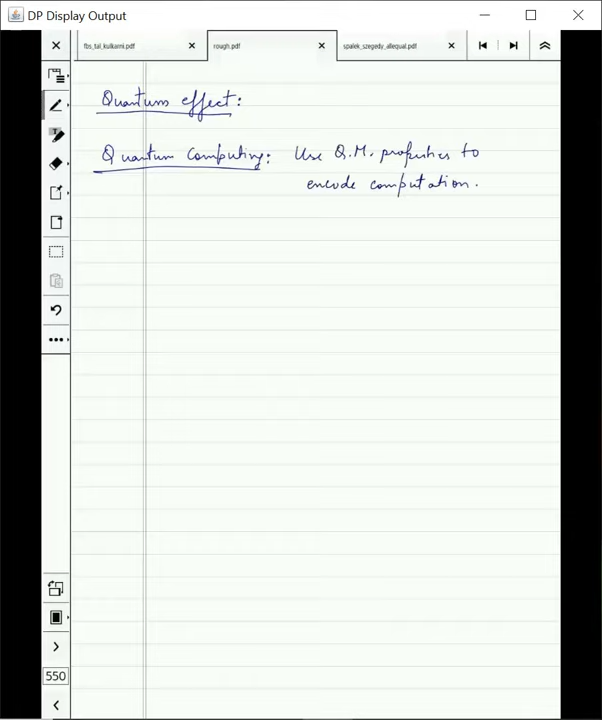 DP Display Output
fbs_tal_kulkarni.pdf
rough.pdf
spalek_szegedy_allequal.pdf
Quantum effect:
Quantum computing: Use Q.M. properties to
encode computation.
550